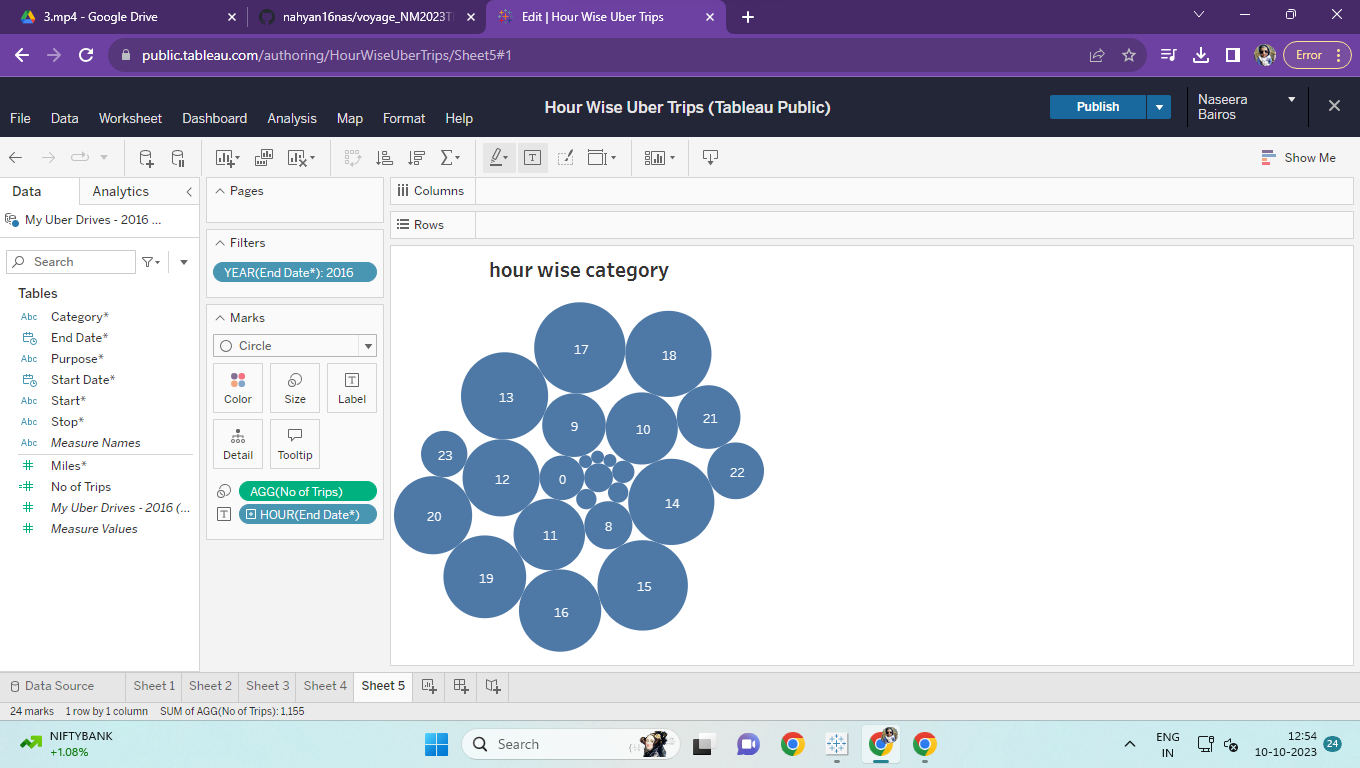 3.mp4 - Google Drive
nahyan16nas/voyage_NM2023T
Edit | Hour Wise Uber Trips
public.tableau.com/authoring/HourWiseUberTrips/Sheet5#1
Error
Hour Wise Uber Trips (Tableau Public)
Publish
Naseera
Bairos
File Data Worksheet Dashboard Analysis Map Format Help
Show Me
Data
Analytics
Pages
Columns
My Uber Drives - 2016 ...
Rows
Filters
YEAR(End Date*): 2016
Search
Tables
Abc Category*
End Date*
Abc Purpose*
Start Date*
Abc Start*
Abc Stop*
Abc Measure Names
Miles*
No of Trips
My Uber Drives - 2016 (...
Measure Values
Marks
Circle
Color
Size
Label
Detail
Tooltip
AGG(No of Trips)
HOUR(End Date*)
hour wise category
17
18
13
9
10
21
23
12
0
22
20
14
11
8
19
16
15
Data Source
Sheet 1
Sheet 2
Sheet 3
Sheet 4
Sheet 5
24 marks 1 row by 1 column SUM of AGG(No of Trips): 1,155
NIFTYBANK
+1.08%
Search
ENG
IN
12:54
10-10-2023
24